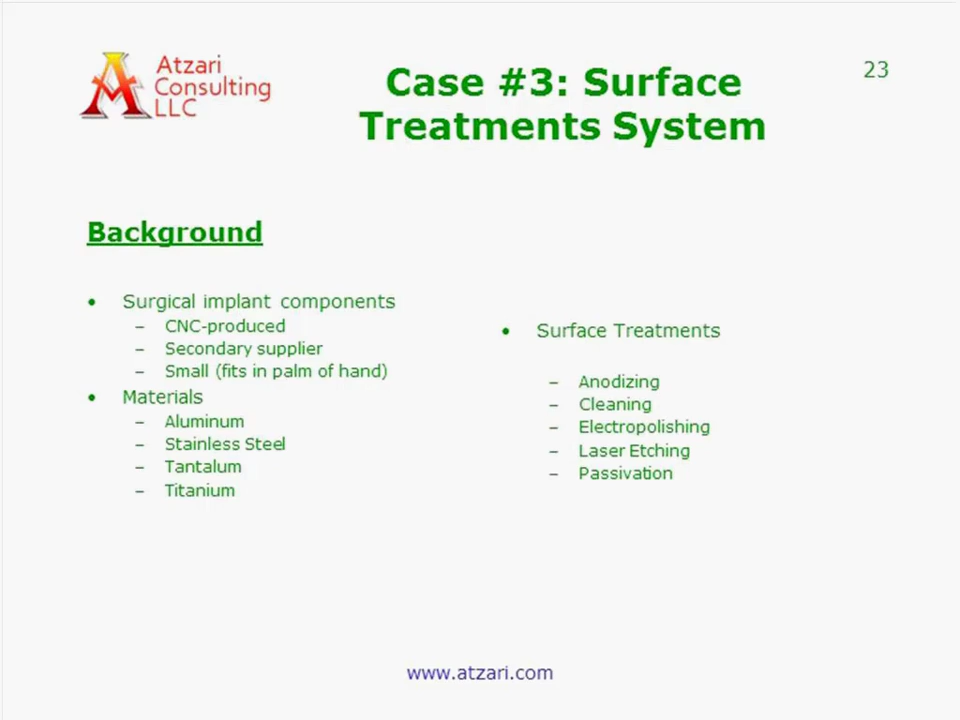 Atzari
Consulting
LLC
Case #3: Surface
Treatments System
23
Background
• Surgical implant components
– CNC-produced
– Secondary supplier
– Small (fits in palm of hand)
• Materials
– Aluminum
– Stainless Steel
– Tantalum
– Titanium
• Surface Treatments
– Anodizing
– Cleaning
– Electropolishing
– Laser Etching
– Passivation
www.atzari.com